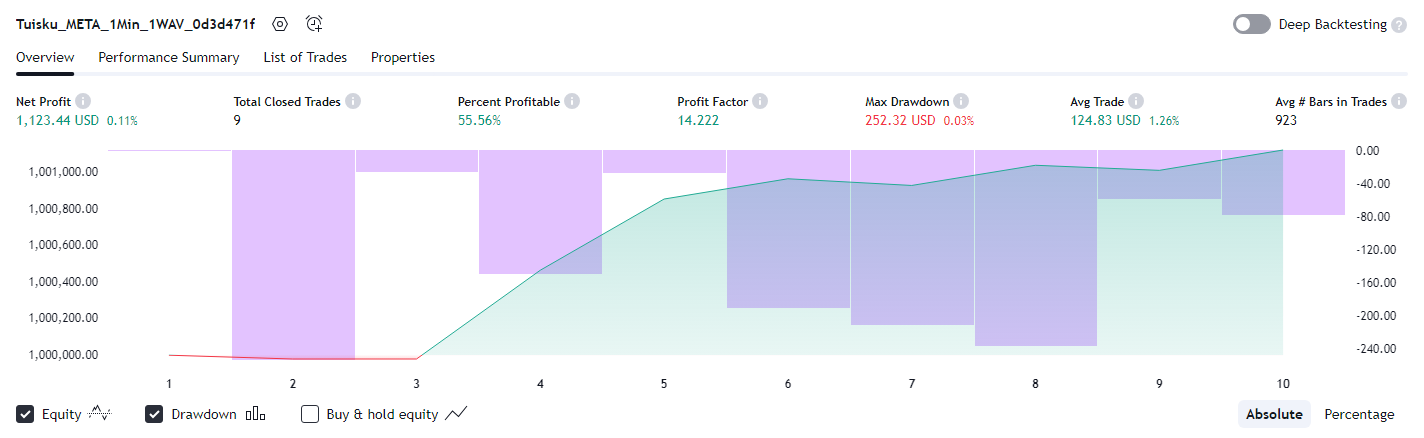 Tuisku_META_1Min_1WAV_0d3d471f Deep Backtesting ?
Overview Performance Summary List of Trades Properties
Net Profit Total Closed Trades Percent Profitable Profit Factor Max Drawdown Avg Trade Avg # Bars in Trades
1,123.44 USD 0.11% 9 55.56% 14.222 252.32 USD 0.03% 124.83 USD 1.26% 923
0.00
1,001,000.00
-40.00
1,000,800.00
-80.00
1,000,600.00
-120.00
1,000,400.00
-160.00
1,000,200.00
-200.00
1,000,000.00
-240.00
1 2 3 4 5 6 7 8 9 10
Equity Drawdown Buy & hold equity Absolute Percentage